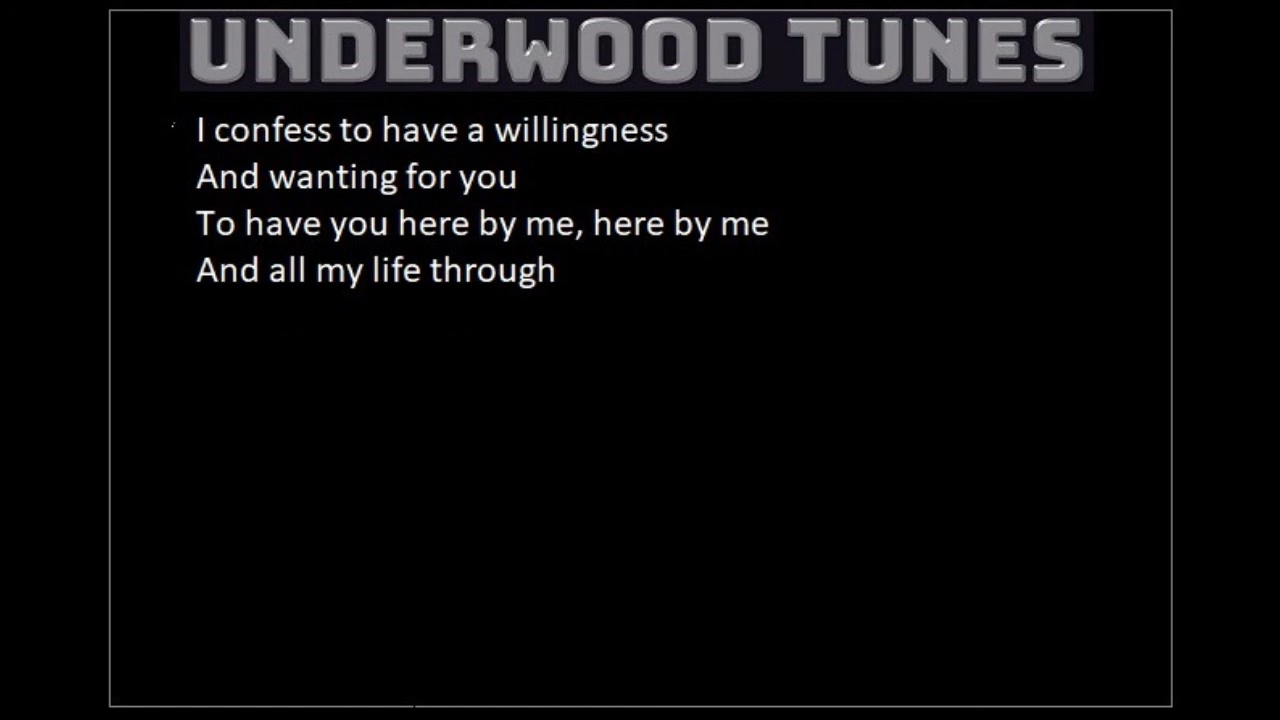 UNDERWOOD TUNES
I confess to have a willingness
And wanting for you
To have you here by me, here by me
And all my life through